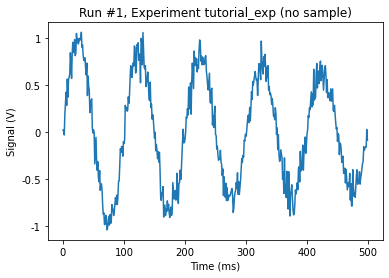 Run #1, Experiment tutorial_exp (no sample)
1
0.5
0
-0.5
-1
Signal (V)
0 100 200 300 400 500
Time (ms)